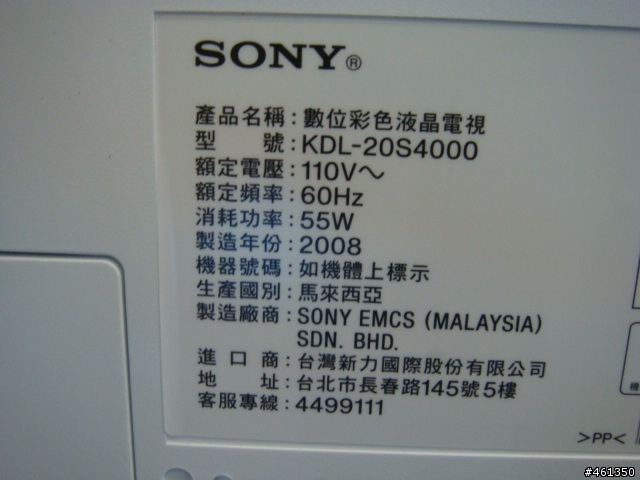 SONY®
產品名稱：數位彩色液晶電視
型 號：KDL-20S4000
額定電壓：110V～
額定頻率：60Hz
消耗功率：55W
製造年份：2008
機器號碼：如機體上標示
生產國別：馬來西亞
製造廠商：SONY EMCS (MALAYSIA)
SDN. BHD.
進口商：台灣新力國際股份有限公司
地 址：台北市長春路145號5樓
客服專線：4499111
>PP<
#461350